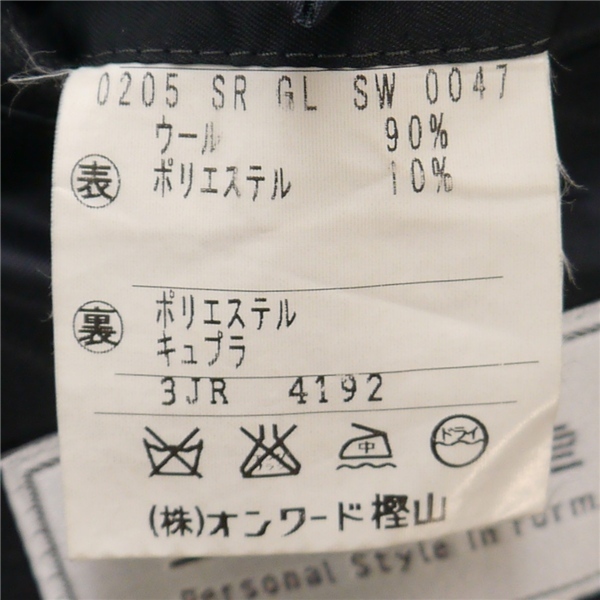 0205 SR GL SW 0047
ウール 90%
表 ポリエステル 10%
裏 ポリエステル
キュプラ
3JR 4192
中 ドライ
(株)オンワード樫山
Personal Style in Form